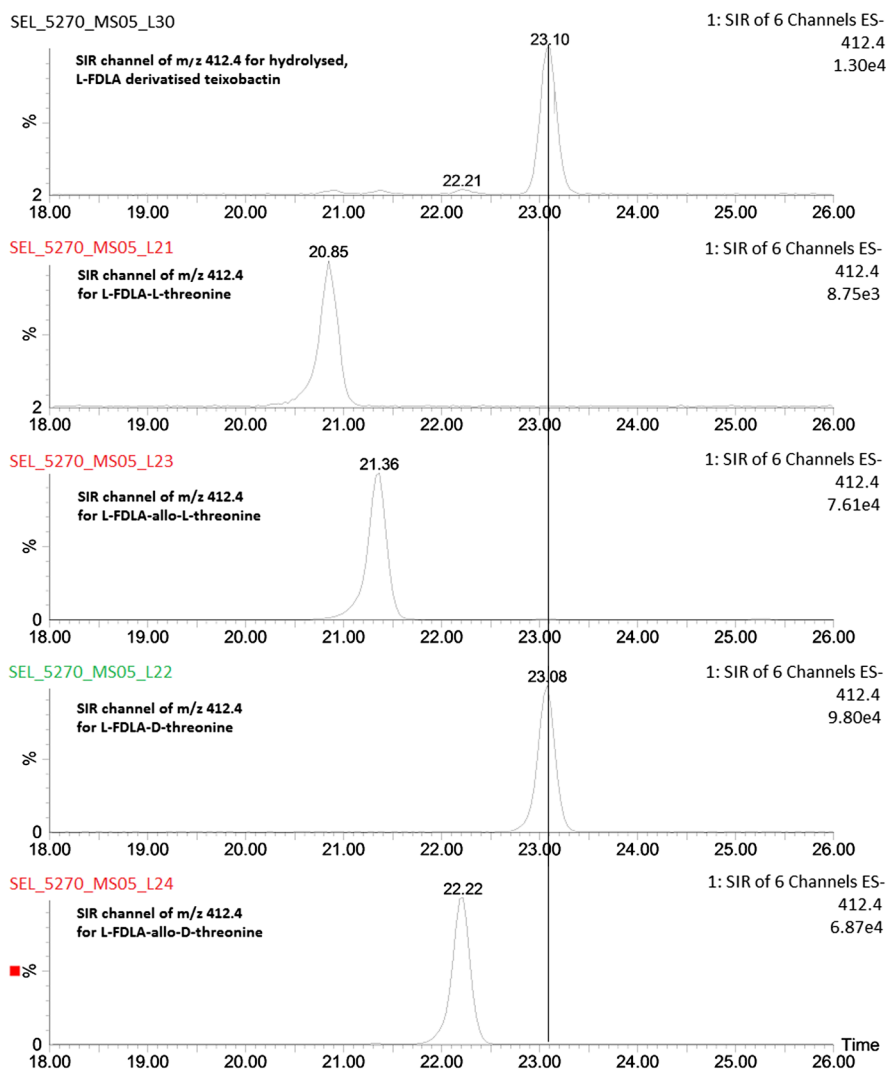 SEL_5270_MS05_L30
1: SIR of 6 Channels ES-
412.4
1.30e4
SIR channel of m/z 412.4 for hydrolysed,
L-FDLA derivatised teixobactin
23.10
22.21
%
2
18.00 19.00 20.00 21.00 22.00 23.00 24.00 25.00 26.00
SEL_5270_MS05_L21
1: SIR of 6 Channels ES-
412.4
8.75e3
SIR channel of m/z 412.4
for L-FDLA-L-threonine
20.85
%
2
18.00 19.00 20.00 21.00 22.00 23.00 24.00 25.00 26.00
SEL_5270_MS05_L23
1: SIR of 6 Channels ES-
412.4
7.61e4
SIR channel of m/z 412.4
for L-FDLA-allo-L-threonine
21.36
%
0
18.00 19.00 20.00 21.00 22.00 23.00 24.00 25.00 26.00
SEL_5270_MS05_L22
1: SIR of 6 Channels ES-
412.4
9.80e4
SIR channel of m/z 412.4
for L-FDLA-D-threonine
23.08
%
0
18.00 19.00 20.00 21.00 22.00 23.00 24.00 25.00 26.00
SEL_5270_MS05_L24
1: SIR of 6 Channels ES-
412.4
6.87e4
SIR channel of m/z 412.4
for L-FDLA-allo-D-threonine
22.22
%
0
Time
18.00 19.00 20.00 21.00 22.00 23.00 24.00 25.00 26.00